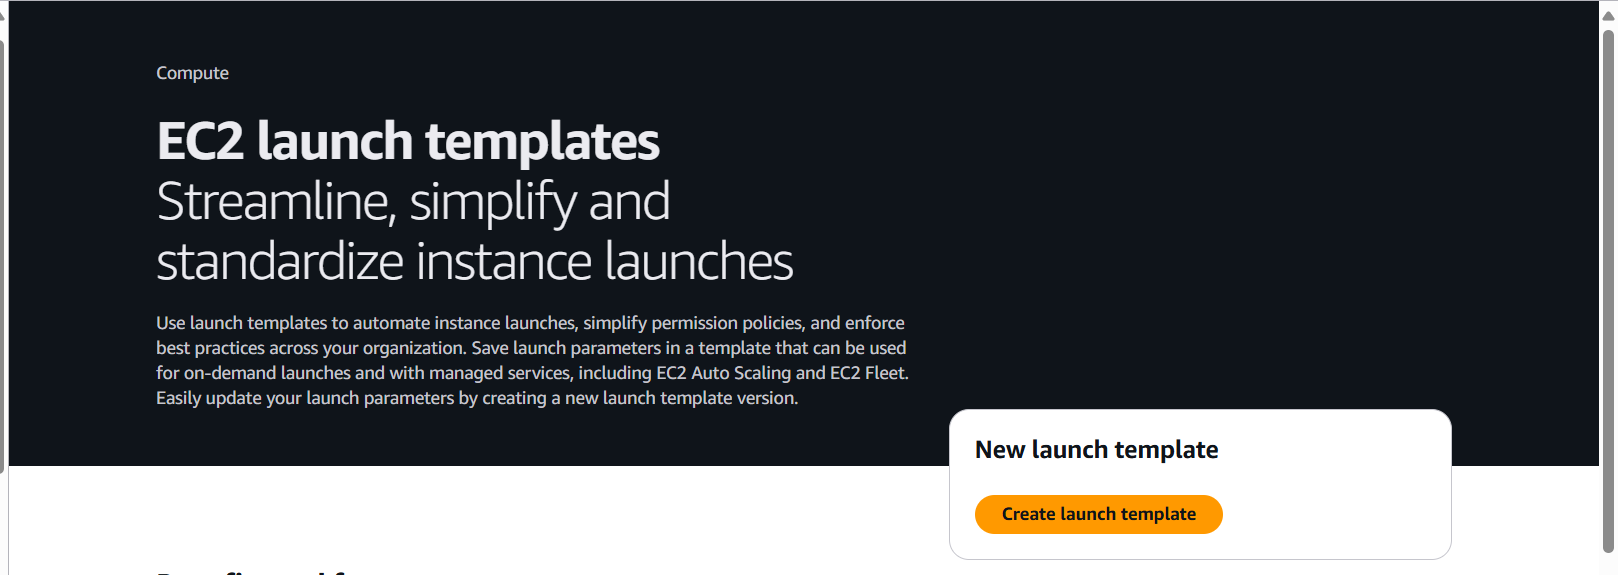 Compute
EC2 launch templates
Streamline, simplify and
standardize instance launches
Use launch templates to automate instance launches, simplify permission policies, and enforce
best practices across your organization. Save launch parameters in a template that can be used
for on-demand launches and with managed services, including EC2 Auto Scaling and EC2 Fleet.
Easily update your launch parameters by creating a new launch template version.
New launch template
Create launch template